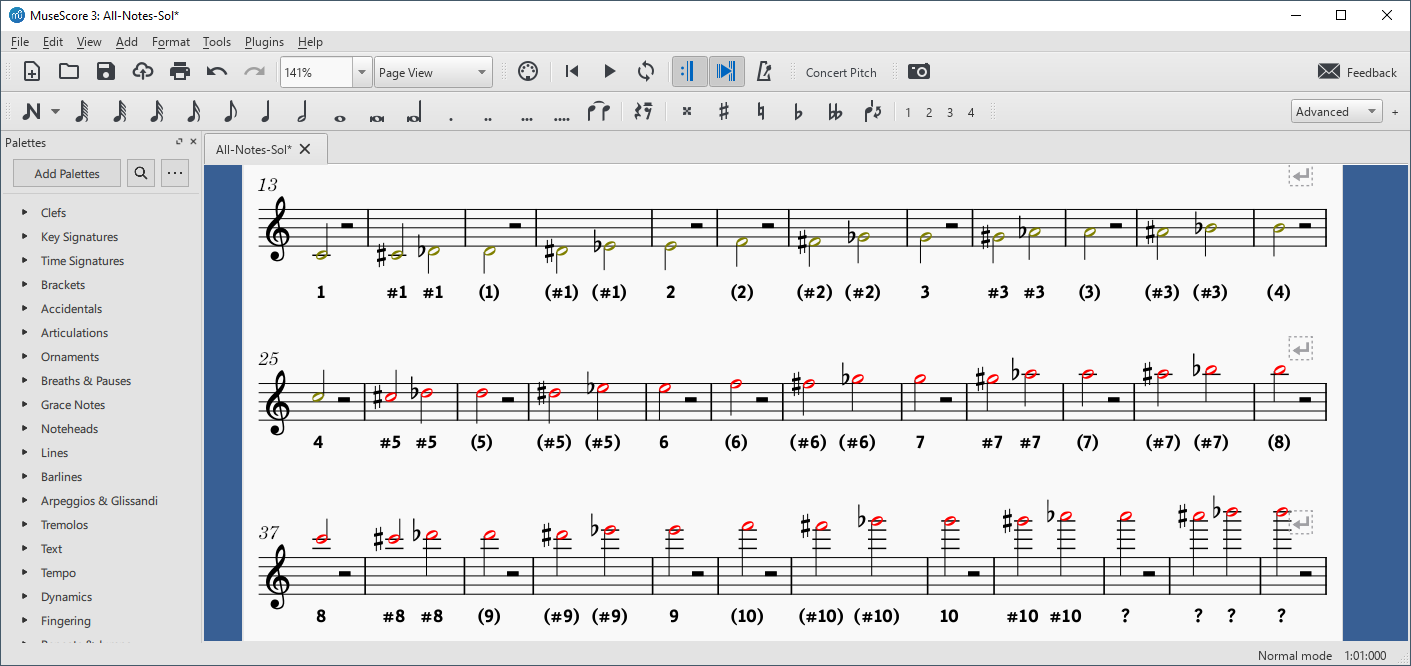 MuseScore 3: All-Notes-Sol*
File Edit View Add Format Tools Plugins Help
141% Page View Concert Pitch Feedback
1 2 3 4 Advanced +
Palettes
All-Notes-Sol*
Add Palettes ...
Clefs
Key Signatures
Time Signatures
Brackets
Accidentals
Articulations
Ornaments
Breaths & Pauses
Grace Notes
Noteheads
Lines
Barlines
Arpeggios & Glissandi
Tremolos
Text
Tempo
Dynamics
Fingering
13
1 #1 #1 (1) (#1) (#1) 2 (2) (#2) (#2) 3 #3 #3 (3) (#3) (#3) (4)
25
4 #5 #5 (5) (#5) (#5) 6 (6) (#6) (#6) 7 #7 #7 (7) (#7) (#7) (8)
37
8 #8 #8 (9) (#9) (#9) 9 (10) (#10) (#10) 10 #10 #10 ? ? ? ?
Normal mode 1:01:000